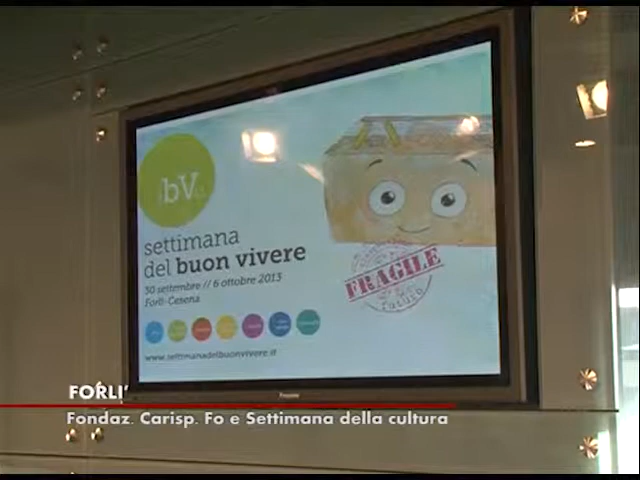 bV
settimana
del buon vivere
30 settembre // 6 ottobre 2013
Forlì-Cesena
FRAGILE
www.settimanadelbuonvivere.it
FORLI'
Fondaz. Carisp. Fo e Settimana della cultura